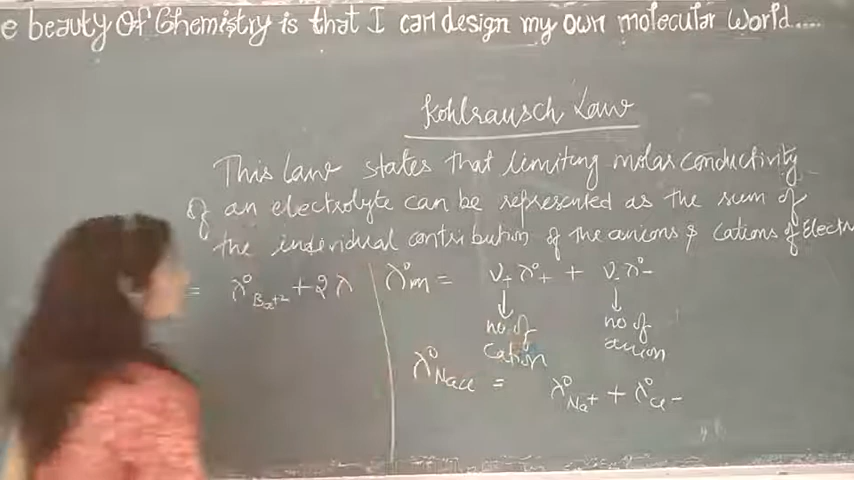 e beauty Of Chemistry is that I can design my own molecular World....
Kohlrausch Law
This Law states that limiting molar conductivity
of an electrolyte can be represented as the sum of
the individual contribution of the anions & cations of Electr
= λ°Ba+2 + 2λ
λ°m = ν+ λ°+ + ν- λ°-
↓ ↓
no. of no of
cation anion
λ°NaCl = λ°Na+ + λ°Cl-